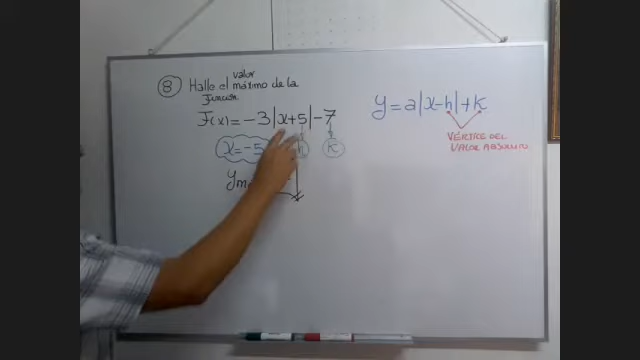 8 Halle el valor máximo de la
Función.
F(x) = -3|x+5| - 7
x = -5 h k
y = a|x-h| + k
VÉRTICE DEL
VALOR ABSOLUTO